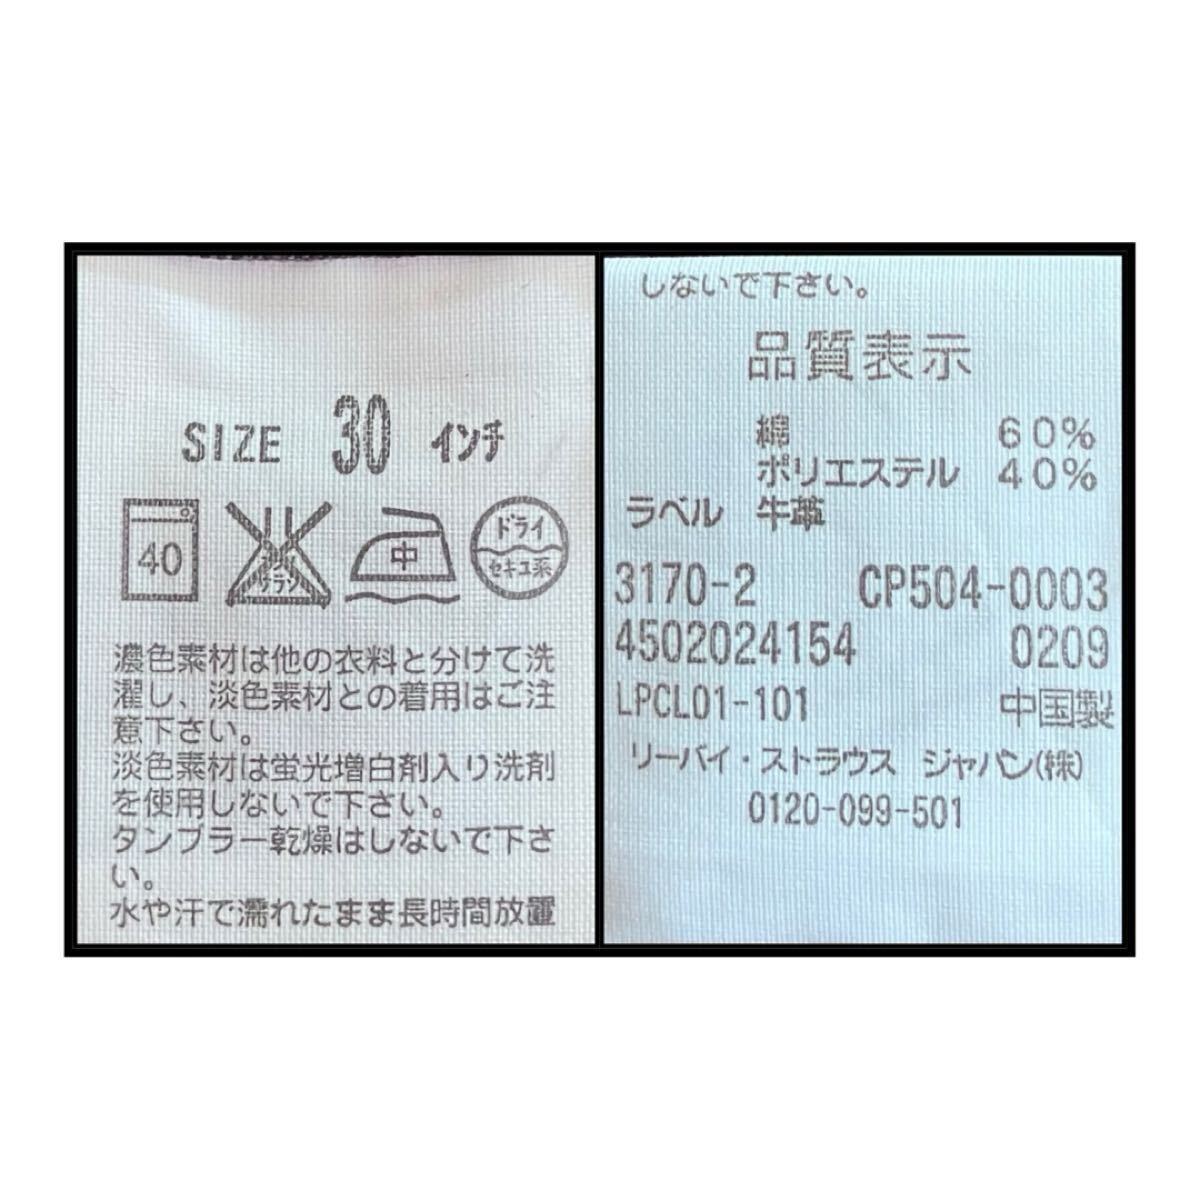 SIZE 30 インチ
40
エンソ
サラシ
中
ドライ
セキユ系
濃色素材は他の衣料と分けて洗
濯し、淡色素材との着用はご注
意下さい。
淡色素材は蛍光増白剤入り洗剤
を使用しないで下さい。
タンブラー乾燥はしないで下さ
い。
水や汗で濡れたまま長時間放置
しないで下さい。
品質表示
綿 60%
ポリエステル 40%
ラベル 牛革
3170-2 CP504-0003
4502024154 0209
LPCL01-101 中国製
リーバイ・ストラウス ジャパン(株)
0120-099-501